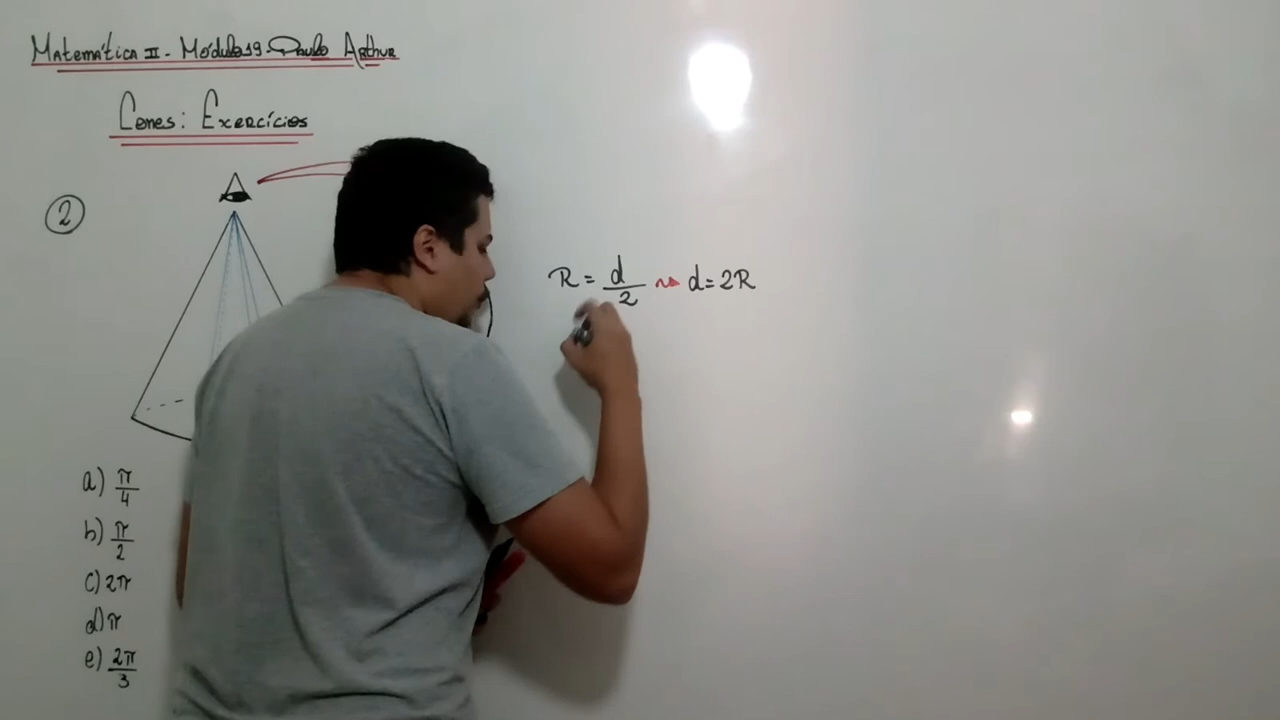 Matemática II - Módulo 19 - Paulo Arthur
Cones: Exercícios
2
R = d/2 ⇝ d = 2R
a) π/4
b) π/2
c) 2π
d) π
e) 2π/3